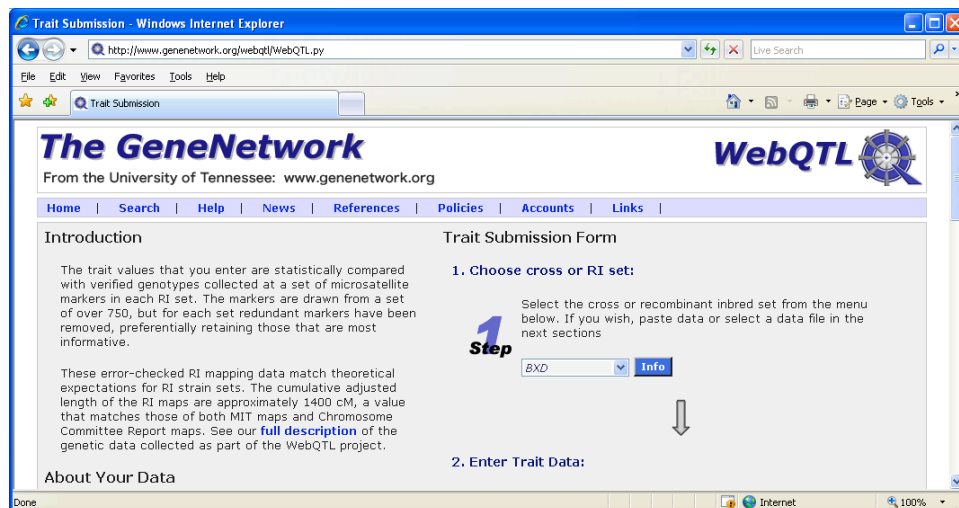 Trait Submission - Windows Internet Explorer
http://www.genenetwork.org/webqtl/WebQTL.py
Live Search
File Edit View Favorites Tools Help
Trait Submission
Page Tools
The GeneNetwork
From the University of Tennessee: www.genenetwork.org
WebQTL
Home | Search | Help | News | References | Policies | Accounts | Links |
Introduction
The trait values that you enter are statistically compared
with verified genotypes collected at a set of microsatellite
markers in each RI set. The markers are drawn from a set
of over 750, but for each set redundant markers have been
removed, preferentially retaining those that are most
informative.
These error-checked RI mapping data match theoretical
expectations for RI strain sets. The cumulative adjusted
length of the RI maps are approximately 1400 cM, a value
that matches those of both MIT maps and Chromosome
Committee Report maps. See our full description of the
genetic data collected as part of the WebQTL project.
About Your Data
Trait Submission Form
1. Choose cross or RI set:
1
Step
Select the cross or recombinant inbred set from the menu
below. If you wish, paste data or select a data file in the
next sections
BXD
Info
2. Enter Trait Data:
Done
Internet
100%